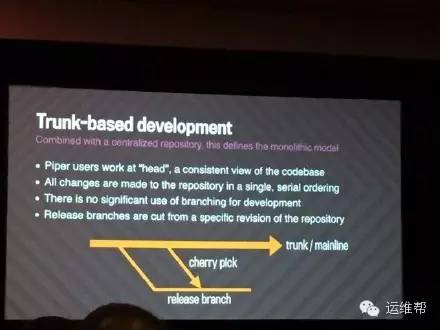 Trunk-based development
Combined with a centralized repository, this defines the monolithic model
• Piper users work at "head", a consistent view of the codebase
• All changes are made to the repository in a single, serial ordering
• There is no significant use of branching for development
• Release branches are cut from a specific revision of the repository
trunk / mainline
cherry pick
release branch
运维帮